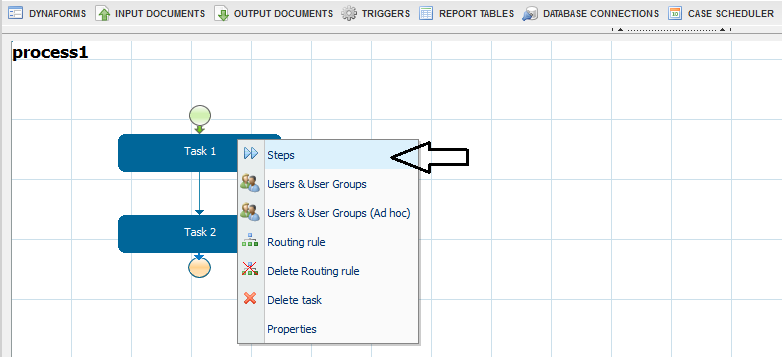 DYNAFORMS INPUT DOCUMENTS OUTPUT DOCUMENTS TRIGGERS REPORT TABLES DATABASE CONNECTIONS CASE SCHEDULER
process1
Task 1
Steps
Users & User Groups
Users & User Groups (Ad hoc)
Task 2
Routing rule
Delete Routing rule
Delete task
Properties